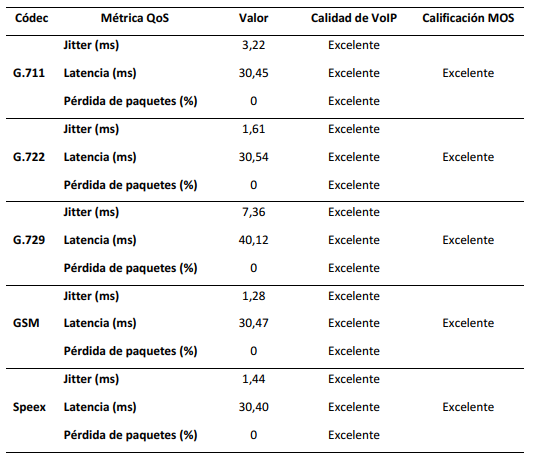 Códec Métrica QoS Valor Calidad de VoIP Calificación MOS
Jitter (ms) 3,22 Excelente
G.711 Latencia (ms) 30,45 Excelente Excelente
Pérdida de paquetes (%) 0 Excelente
Jitter (ms) 1,61 Excelente
G.722 Latencia (ms) 30,54 Excelente Excelente
Pérdida de paquetes (%) 0 Excelente
Jitter (ms) 7,36 Excelente
G.729 Latencia (ms) 40,12 Excelente Excelente
Pérdida de paquetes (%) 0 Excelente
Jitter (ms) 1,28 Excelente
GSM Latencia (ms) 30,47 Excelente Excelente
Pérdida de paquetes (%) 0 Excelente
Jitter (ms) 1,44 Excelente
Speex Latencia (ms) 30,40 Excelente Excelente
Pérdida de paquetes (%) 0 Excelente